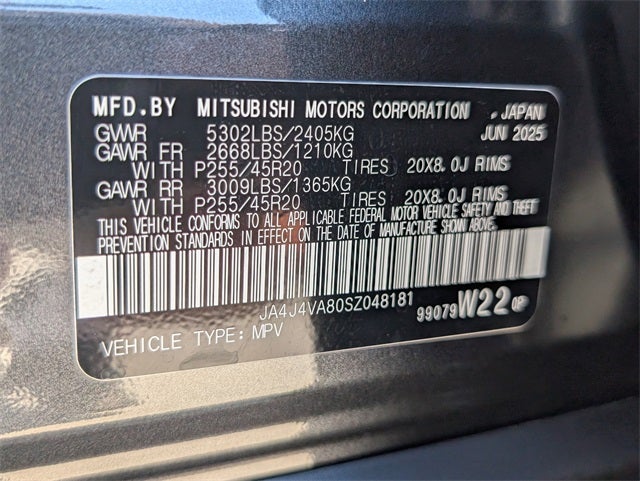 MFD.BY MITSUBISHI MOTORS CORPORATION , JAPAN
GVWR 5302LBS/2405KG JUN 2025
GAWR FR 2668LBS/1210KG
WITH P255/45R20 TIRES 20X8.0J RIMS
GAWR RR 3009LBS/1365KG
WITH P255/45R20 TIRES 20X8.0J RIMS
THIS VEHICLE CONFORMS TO ALL APPLICABLE FEDERAL MOTOR VEHICLE SAFETY AND THEFT
PREVENTION STANDARDS IN EFFECT ON THE DATE OF MANUFACTURE SHOWN ABOVE.
JA4J4VA80SZ048181 99079W220P
VEHICLE TYPE: MPV